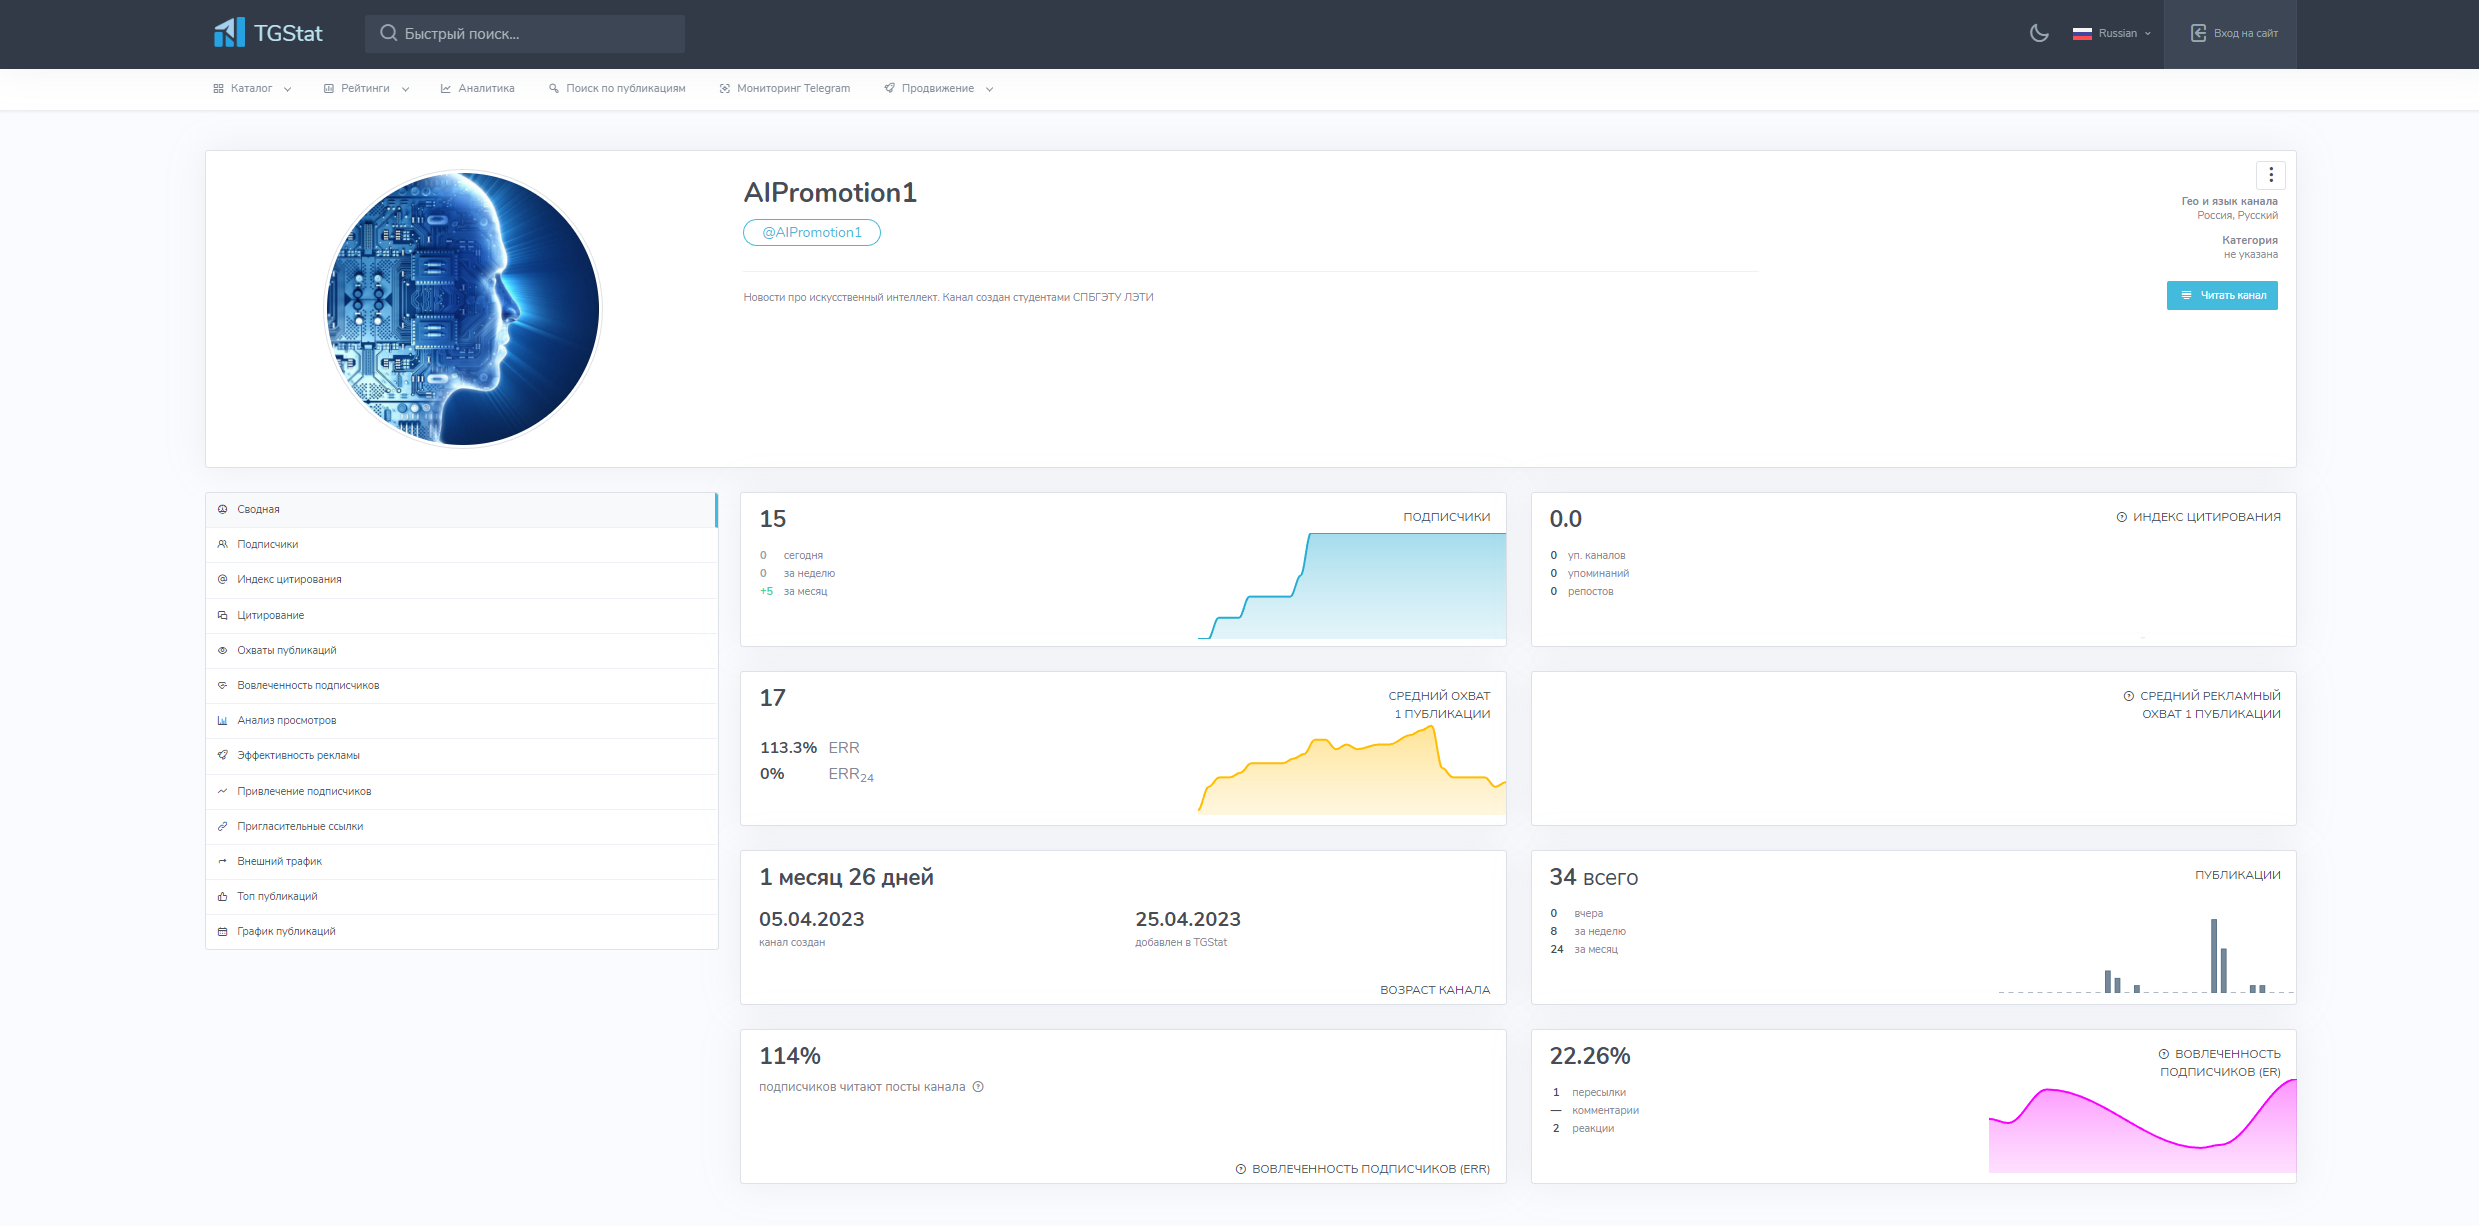 TGStat
Быстрый поиск...
Russian
Вход на сайт
Каталог
Рейтинги
Аналитика
Поиск по публикациям
Мониторинг Telegram
Продвижение
AIPromotion1
@AIPromotion1
Новости про искусственный интеллект. Канал создан студентами СПБГЭТУ ЛЭТИ
Гео и язык канала
Россия, Русский
Категория
не указана
Читать канал
Сводная
Подписчики
Индекс цитирования
Цитирование
Охваты публикаций
Вовлеченность подписчиков
Анализ просмотров
Эффективность рекламы
Привлечение подписчиков
Пригласительные ссылки
Внешний трафик
Топ публикаций
График публикаций
15
ПОДПИСЧИКИ
0 сегодня
0 за неделю
+5 за месяц
0.0
ИНДЕКС ЦИТИРОВАНИЯ
0 уп. каналов
0 упоминаний
0 репостов
17
СРЕДНИЙ ОХВАТ
1 ПУБЛИКАЦИИ
113.3% ERR
0% ERR24
СРЕДНИЙ РЕКЛАМНЫЙ
ОХВАТ 1 ПУБЛИКАЦИИ
1 месяц 26 дней
05.04.2023
канал создан
25.04.2023
добавлен в TGStat
ВОЗРАСТ КАНАЛА
34 всего
ПУБЛИКАЦИИ
0 вчера
8 за неделю
24 за месяц
114%
подписчиков читают посты канала
ВОВЛЕЧЕННОСТЬ ПОДПИСЧИКОВ (ERR)
22.26%
ВОВЛЕЧЕННОСТЬ
ПОДПИСЧИКОВ (ER)
1 пересылки
— комментарии
2 реакции